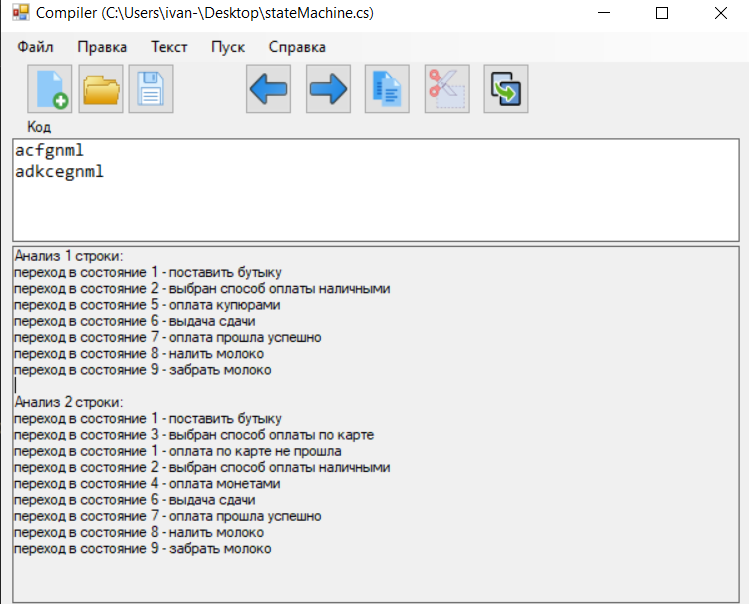 Compiler (C:\Users\ivan-\Desktop\stateMachine.cs)
Файл Правка Текст Пуск Справка
Код
acfgnml
adkcegnml
Анализ 1 строки:
переход в состояние 1 - поставить бутыку
переход в состояние 2 - выбран способ оплаты наличными
переход в состояние 5 - оплата купюрами
переход в состояние 6 - выдача сдачи
переход в состояние 7 - оплата прошла успешно
переход в состояние 8 - налить молоко
переход в состояние 9 - забрать молоко
Анализ 2 строки:
переход в состояние 1 - поставить бутыку
переход в состояние 3 - выбран способ оплаты по карте
переход в состояние 1 - оплата по карте не прошла
переход в состояние 2 - выбран способ оплаты наличными
переход в состояние 4 - оплата монетами
переход в состояние 6 - выдача сдачи
переход в состояние 7 - оплата прошла успешно
переход в состояние 8 - налить молоко
переход в состояние 9 - забрать молоко